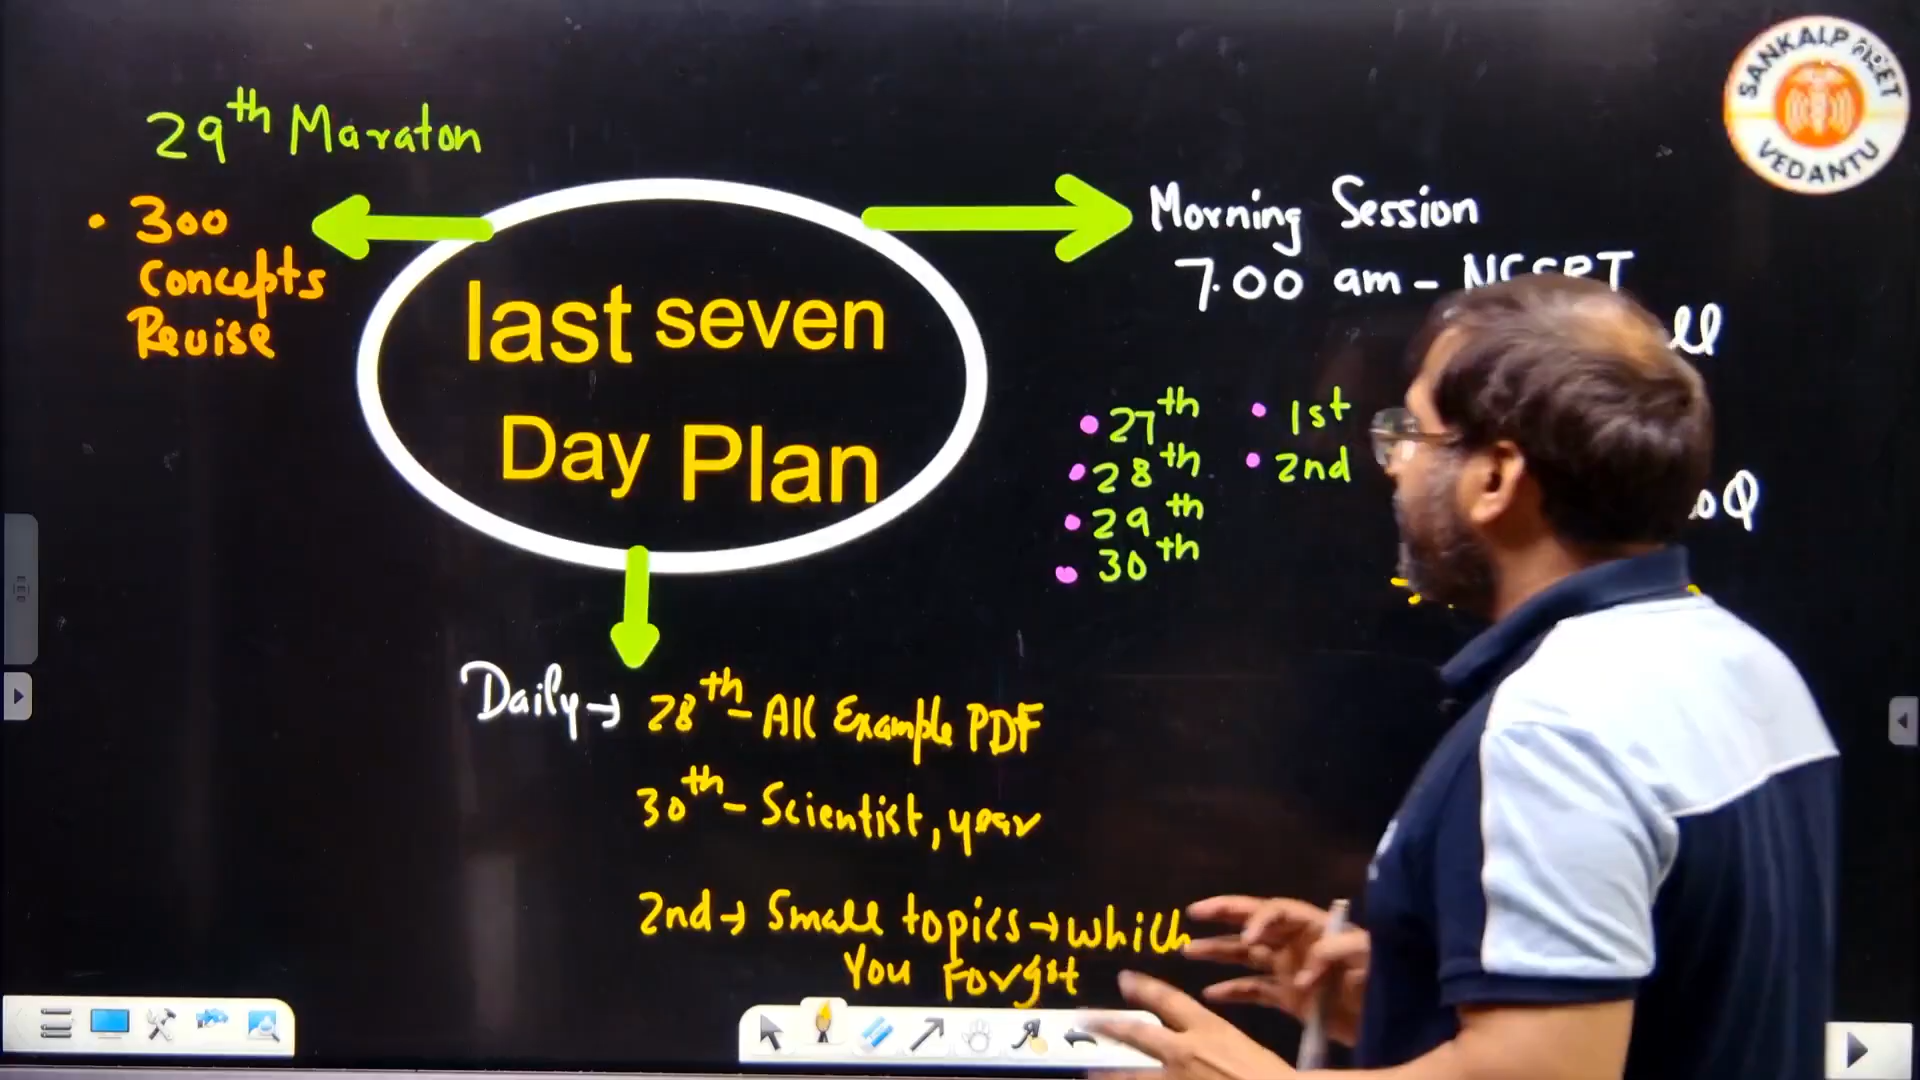 SANKALP NEET
VEDANTU
29th Maraton
• 300
Concepts
Revise
last seven
Day Plan
Morning Session
7.00 am - NCERT
• 27th
• 28th
• 29th
• 30th
• 1st
• 2nd
Daily → 28th - All Example PDF
30th - Scientist, year
2nd → Small topics → which
You Forgot